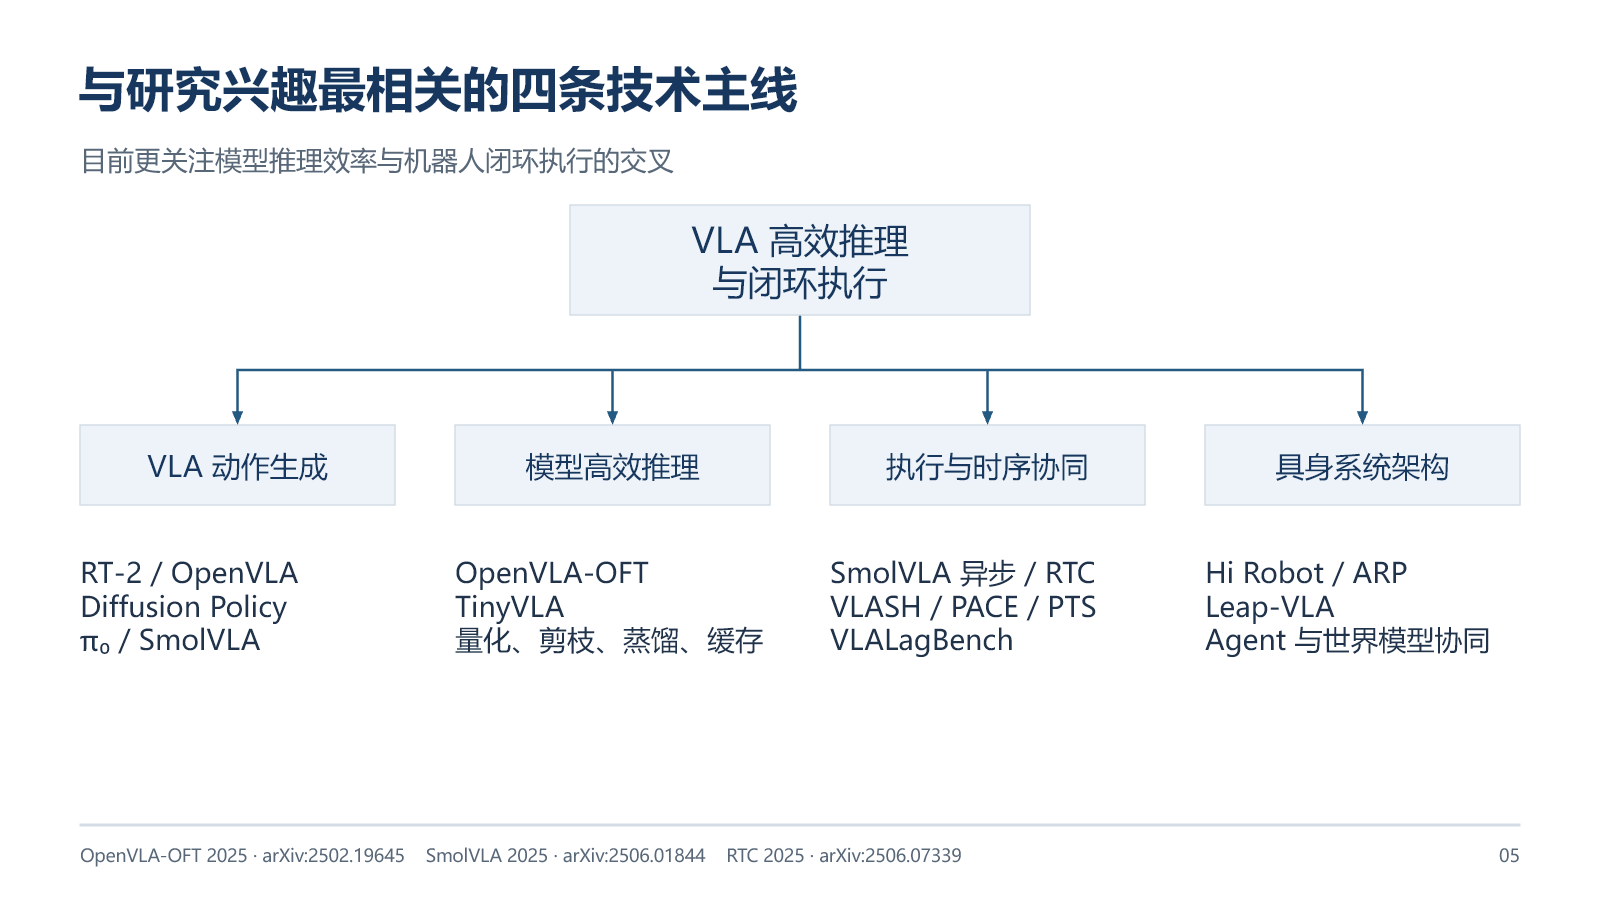 与研究兴趣最相关的四条技术主线
目前更关注模型推理效率与机器人闭环执行的交叉
VLA 高效推理
与闭环执行
VLA 动作生成
模型高效推理
执行与时序协同
具身系统架构
RT-2 / OpenVLA
Diffusion Policy
π₀ / SmolVLA
OpenVLA-OFT
TinyVLA
量化、剪枝、蒸馏、缓存
SmolVLA 异步 / RTC
VLASH / PACE / PTS
VLALagBench
Hi Robot / ARP
Leap-VLA
Agent 与世界模型协同
OpenVLA-OFT 2025 · arXiv:2502.19645 SmolVLA 2025 · arXiv:2506.01844 RTC 2025 · arXiv:2506.07339
05